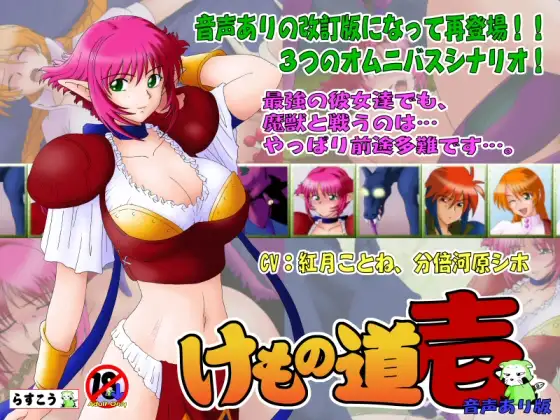 音声ありの改訂版になって再登場！！
３つのオムニバスシナリオ！
最強の彼女達でも、
魔獣と戦うのは…
やっぱり前途多難です…。
CV：紅月ことね、分倍河原シホ
けもの道壱
音声あり版
らすこう
18
Adult Only